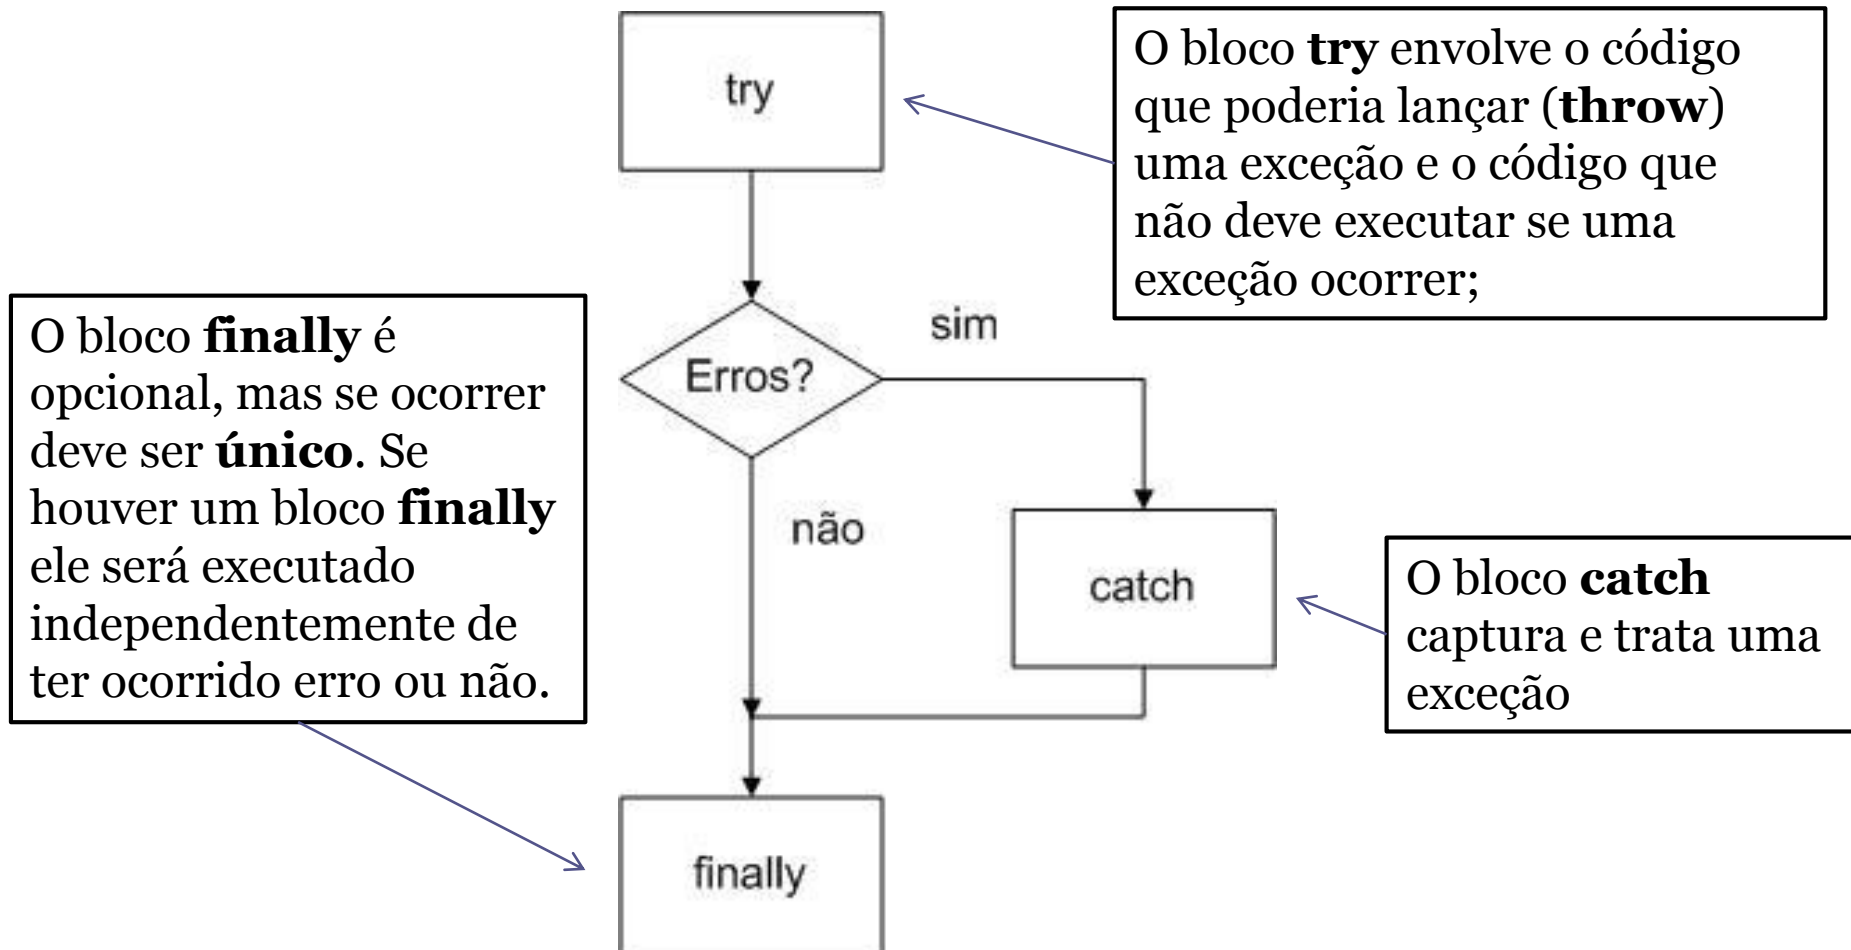 try
O bloco try envolve o código
que poderia lançar (throw)
uma exceção e o código que
não deve executar se uma
exceção ocorrer;
O bloco finally é
opcional, mas se ocorrer
deve ser único. Se
houver um bloco finally
ele será executado
independentemente de
ter ocorrido erro ou não.
Erros?
sim
não
catch
O bloco catch
captura e trata uma
exceção
finally